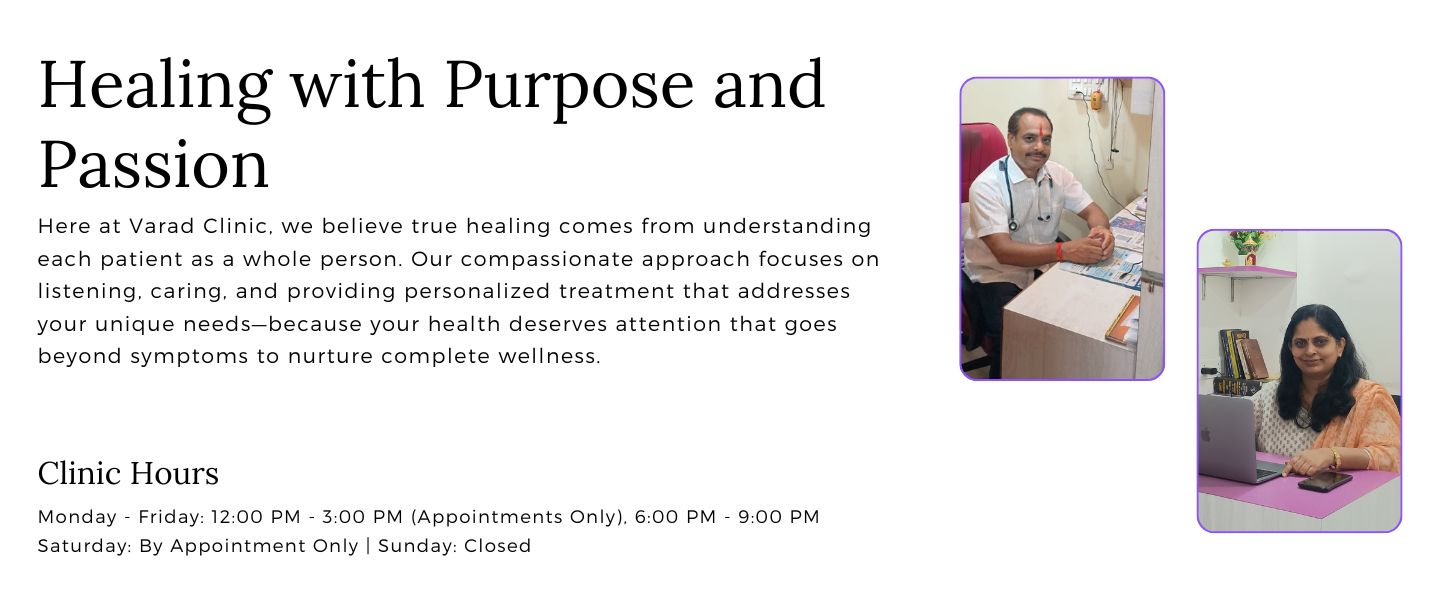 Healing with Purpose and
Passion
Here at Varad Clinic, we believe true healing comes from understanding
each patient as a whole person. Our compassionate approach focuses on
listening, caring, and providing personalized treatment that addresses
your unique needs—because your health deserves attention that goes
beyond symptoms to nurture complete wellness.
Clinic Hours
Monday - Friday: 12:00 PM - 3:00 PM (Appointments Only), 6:00 PM - 9:00 PM
Saturday: By Appointment Only | Sunday: Closed